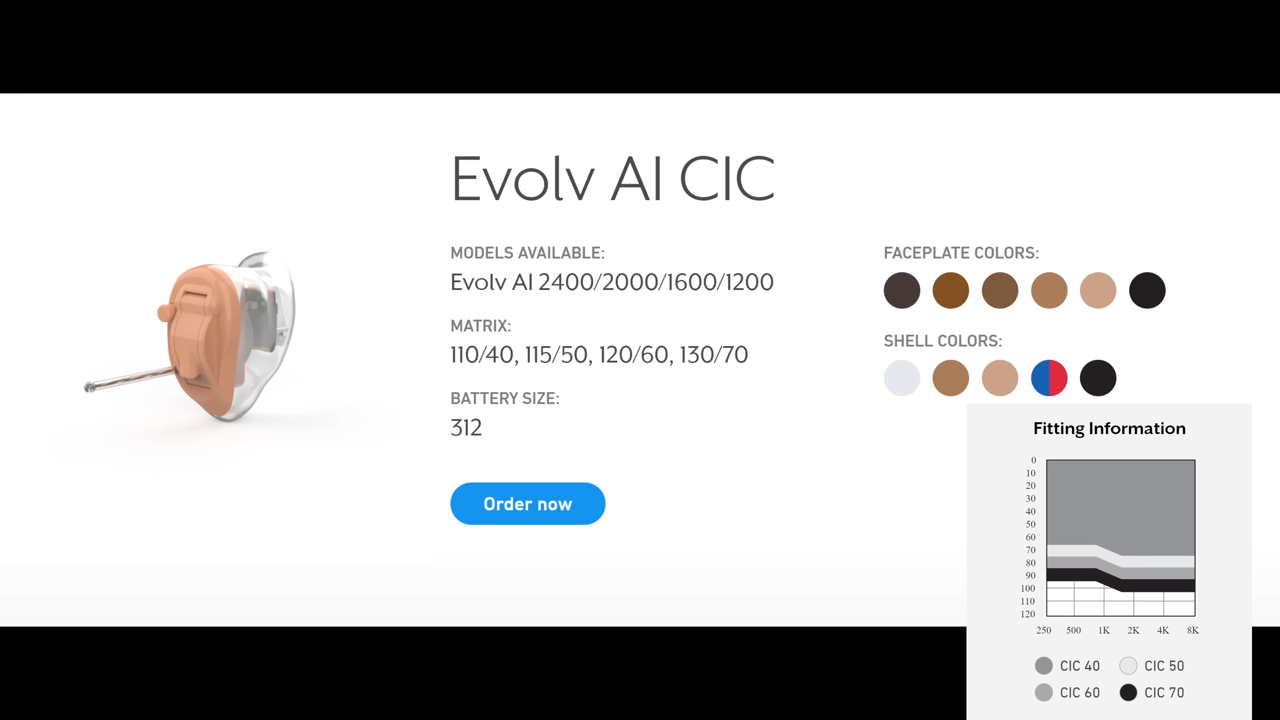 Evolv AI CIC
MODELS AVAILABLE:
Evolv AI 2400/2000/1600/1200
MATRIX:
110/40, 115/50, 120/60, 130/70
BATTERY SIZE:
312
Order now
FACEPLATE COLORS:
SHELL COLORS:
Fitting Information
0
10
20
30
40
50
60
70
80
90
100
110
120
250 500 1K 2K 4K 8K
CIC 40 CIC 50
CIC 60 CIC 70